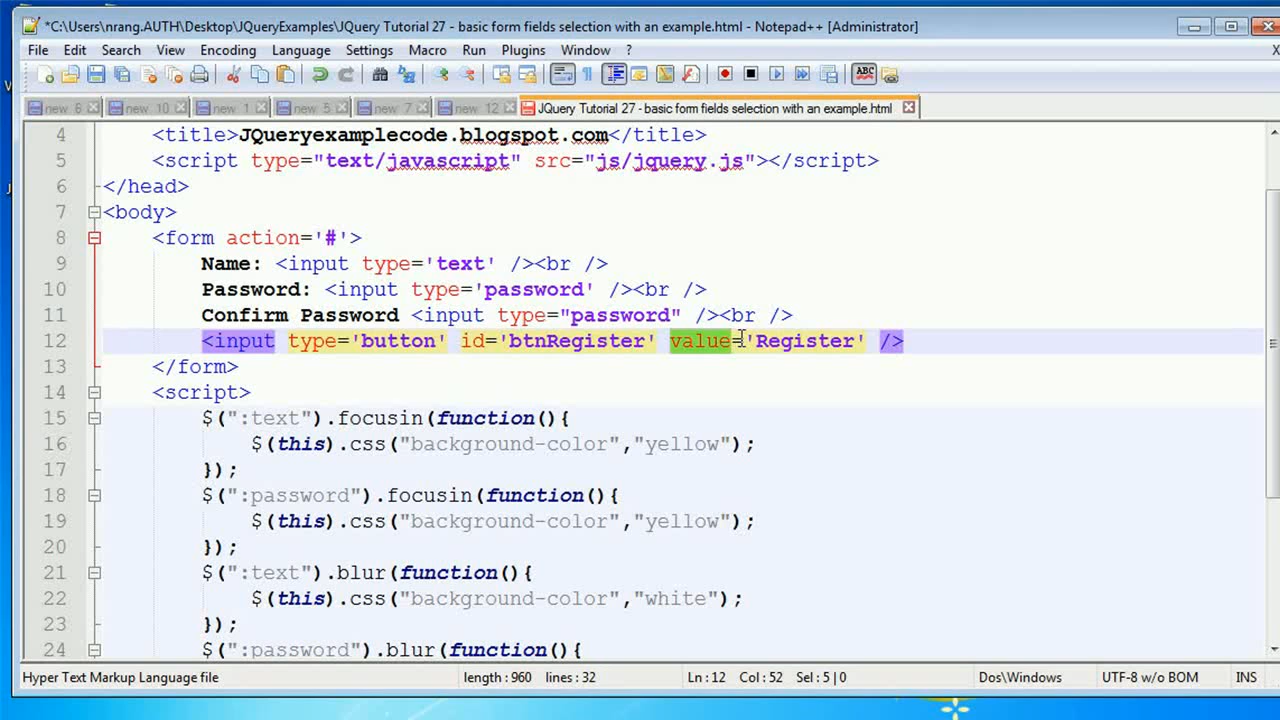 *C:\Users\nrang.AUTH\Desktop\JQueryExamples\JQuery Tutorial 27 - basic form fields selection with an example.html - Notepad++ [Administrator]
File Edit Search View Encoding Language Settings Macro Run Plugins Window ? X
ABC
new 6 new 10 new 1 new 5 new 7 new 12 JQuery Tutorial 27 - basic form fields selection with an example.html
4 <title>JQueryexamplecode.blogspot.com</title>
5 <script type="text/javascript" src="js/jquery.js"></script>
6 </head>
7 <body>
8 <form action='#'>
9 Name: <input type='text' /><br />
10 Password: <input type='password' /><br />
11 Confirm Password <input type="password" /><br />
12 <input type='button' id='btnRegister' value='Register' />
13 </form>
14 <script>
15 $(":text").focusin(function(){
16 $(this).css("background-color","yellow");
17 });
18 $(":password").focusin(function(){
19 $(this).css("background-color","yellow");
20 });
21 $(":text").blur(function(){
22 $(this).css("background-color","white");
23 });
24 $(":password").blur(function(){
Hyper Text Markup Language file length : 960 lines : 32 Ln : 12 Col : 52 Sel : 5 | 0 Dos\Windows UTF-8 w/o BOM INS